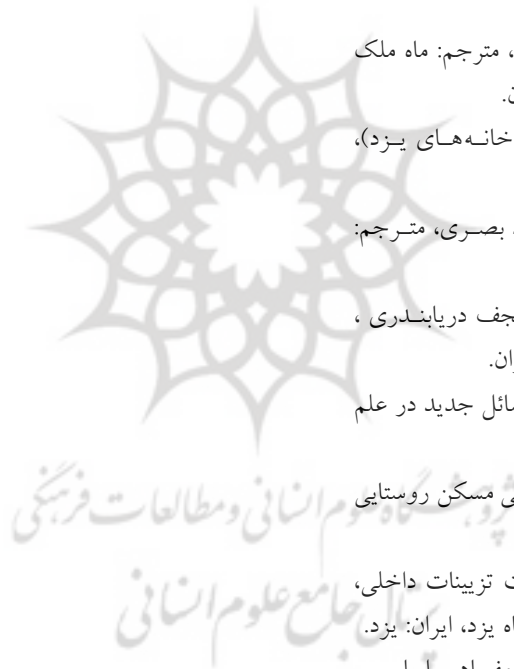 ، مترجم: ماه ملک
ن.
خانه‌های یزد)،
بصری، مترجم:
جف دریابندری ،
ران.
سائل جدید در علم
ی مسکن روستایی
پژوهشگاه علوم انسانی و مطالعات فرهنگی
ت تزیینات داخلی،
پرتال جامع علوم انسانی
اه یزد، ایران: یزد.